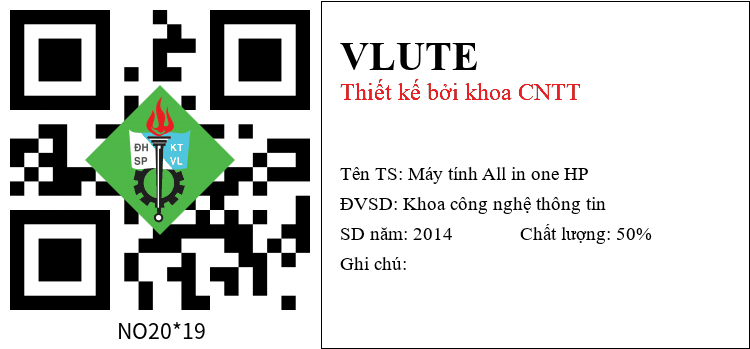 ĐH KT
SP VL
NO20*19
VLUTE
Thiết kế bởi khoa CNTT
Tên TS: Máy tính All in one HP
ĐVSD: Khoa công nghệ thông tin
SD năm: 2014 Chất lượng: 50%
Ghi chú: